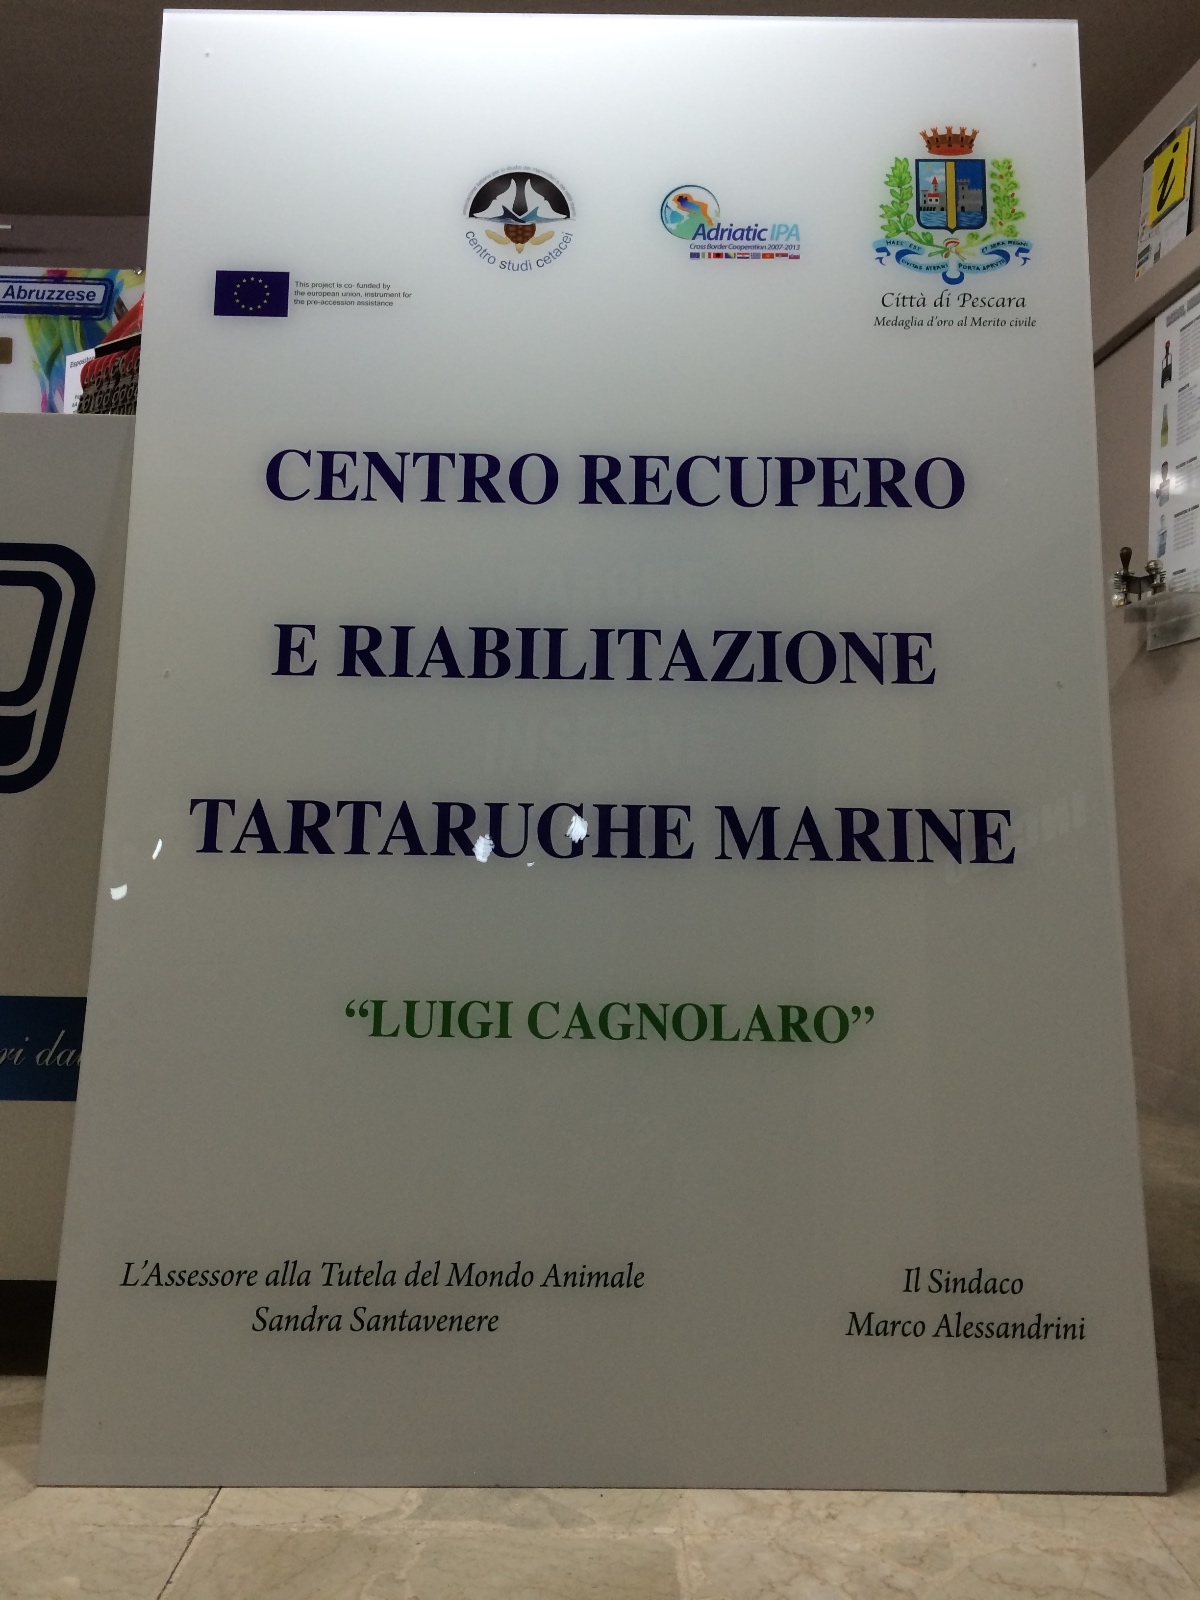 centro studi cetacei
Adriatic IPA
Cross Border Cooperation 2007-2013
This project is co- funded by
the european union, instrument for
the pre-accession assistance
Città di Pescara
Medaglia d'oro al Merito civile
CENTRO RECUPERO
E RIABILITAZIONE
TARTARUGHE MARINE
“LUIGI CAGNOLARO”
L'Assessore alla Tutela del Mondo Animale
Sandra Santavenere
Il Sindaco
Marco Alessandrini
Abruzzese
i